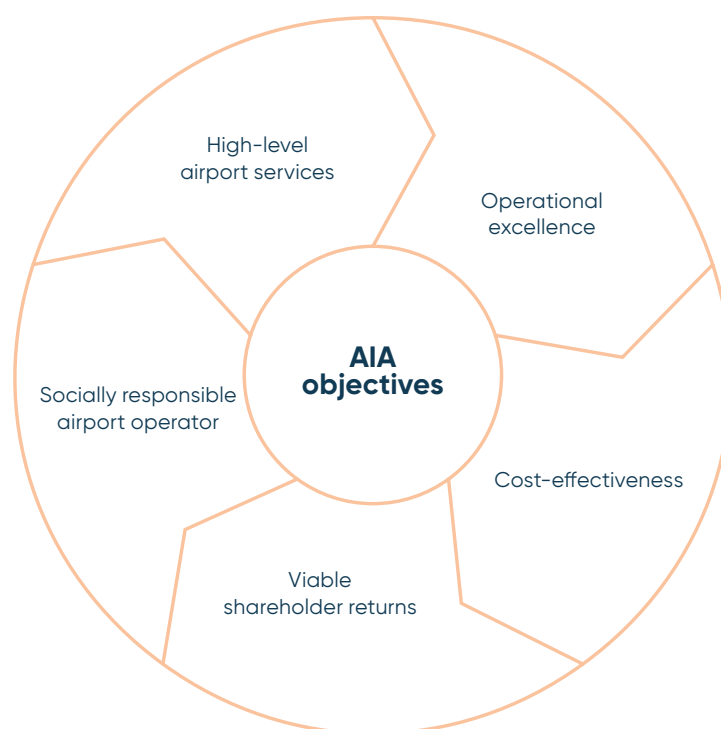 High-level
airport services
Operational
excellence
AIA
objectives
Socially responsible
airport operator
Cost-effectiveness
Viable
shareholder returns